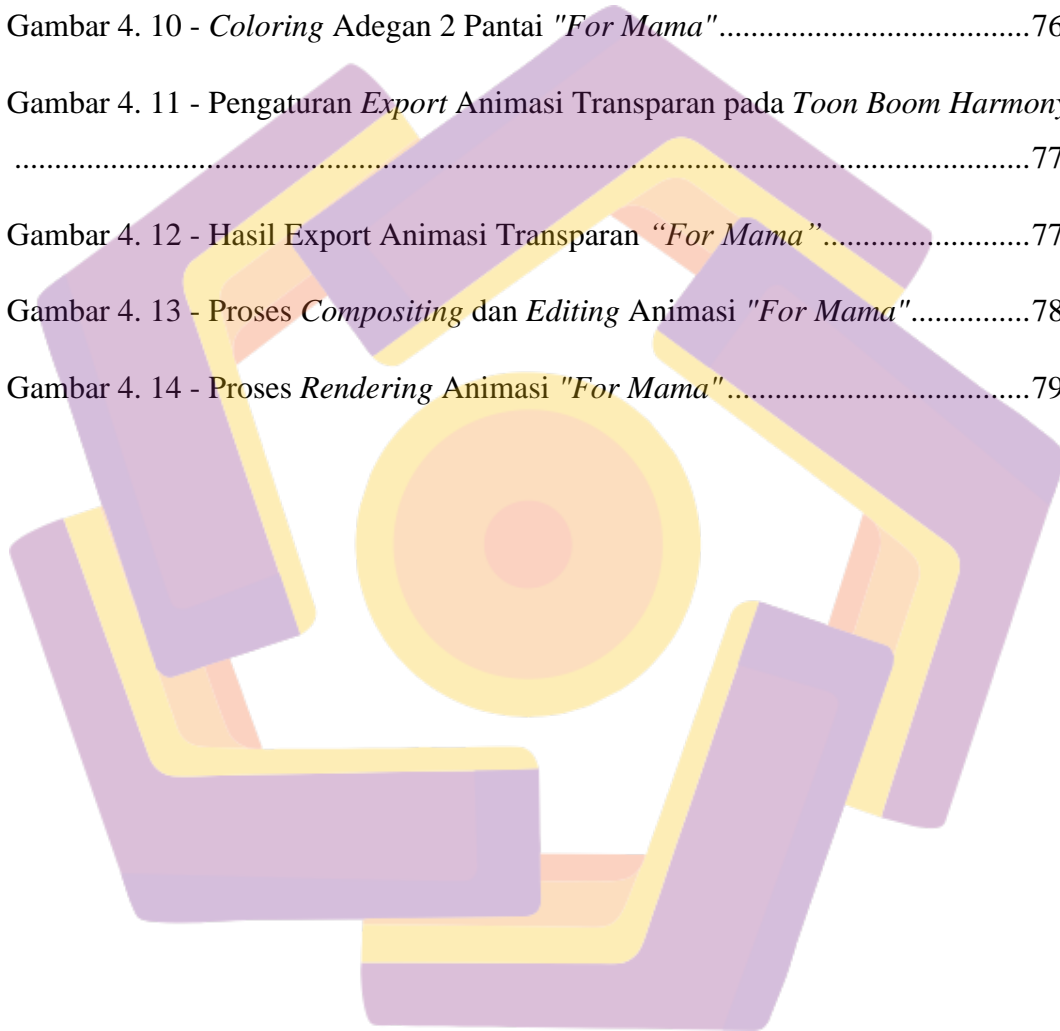 Gambar 4. 10 - Coloring Adegan 2 Pantai "For Mama"..................................76
Gambar 4. 11 - Pengaturan Export Animasi Transparan pada Toon Boom Harmony
.............................................................................................................77
Gambar 4. 12 - Hasil Export Animasi Transparan “For Mama”......................77
Gambar 4. 13 - Proses Compositing dan Editing Animasi "For Mama"...............78
Gambar 4. 14 - Proses Rendering Animasi "For Mama"................................79